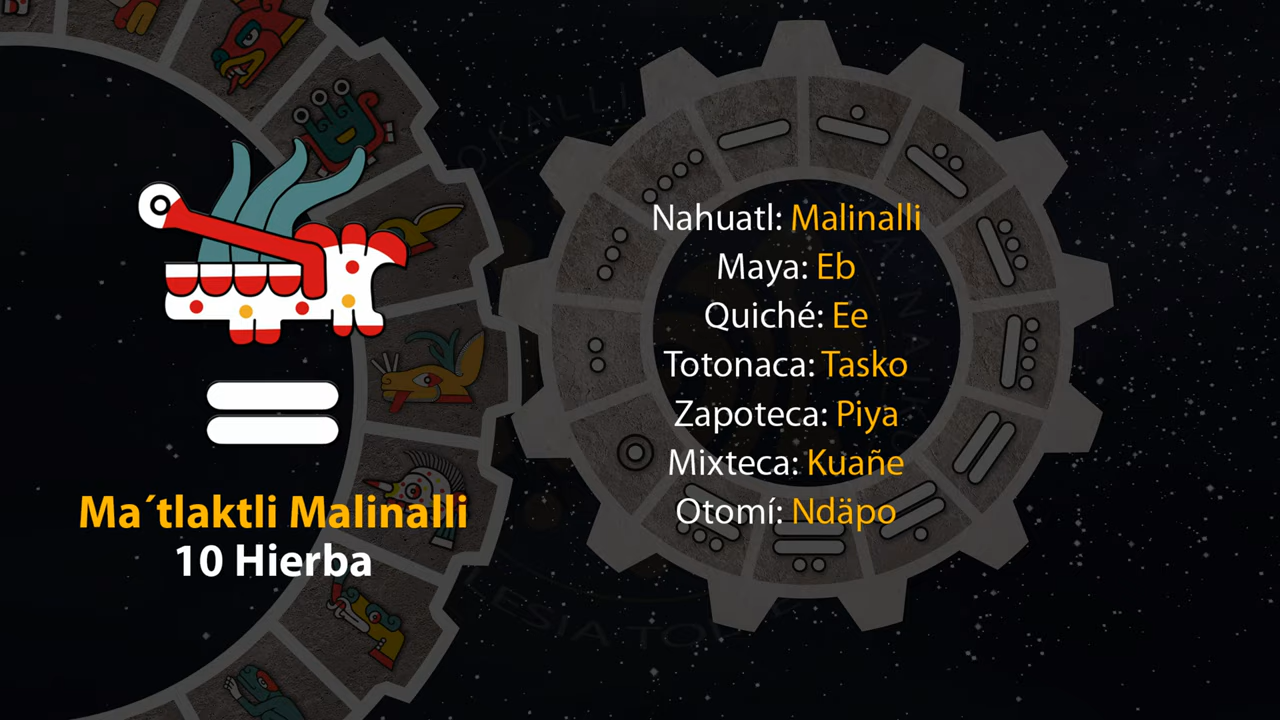 Ma´tlaktli Malinalli
10 Hierba
Nahuatl: Malinalli
Maya: Eb
Quiché: Ee
Totonaca: Tasko
Zapoteca: Piya
Mixteca: Kuañe
Otomí: Ndäpo